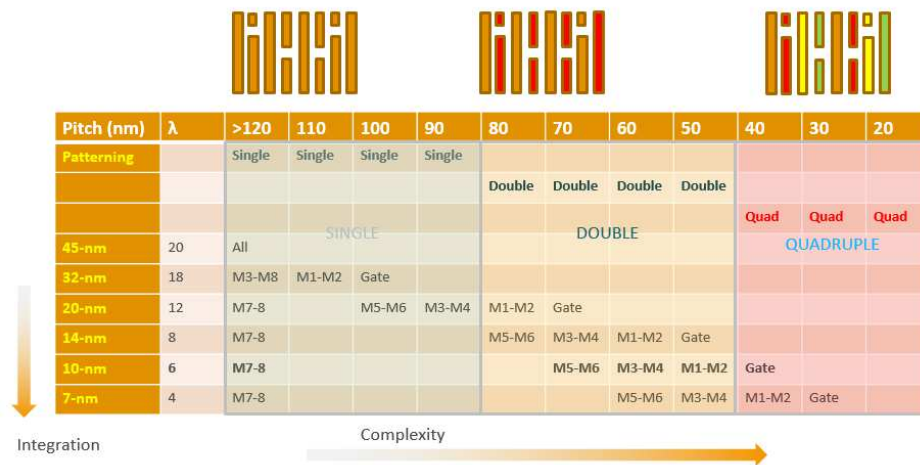 Pitch (nm) λ >120 110 100 90 80 70 60 50 40 30 20
Patterning Single Single Single Single
Double Double Double Double
Quad Quad Quad
SINGLE DOUBLE QUADRUPLE
45-nm 20 All
32-nm 18 M3-M8 M1-M2 Gate
20-nm 12 M7-8 M5-M6 M3-M4 M1-M2 Gate
14-nm 8 M7-8 M5-M6 M3-M4 M1-M2 Gate
10-nm 6 M7-8 M5-M6 M3-M4 M1-M2 Gate
7-nm 4 M7-8 M5-M6 M3-M4 M1-M2 Gate
Integration
Complexity